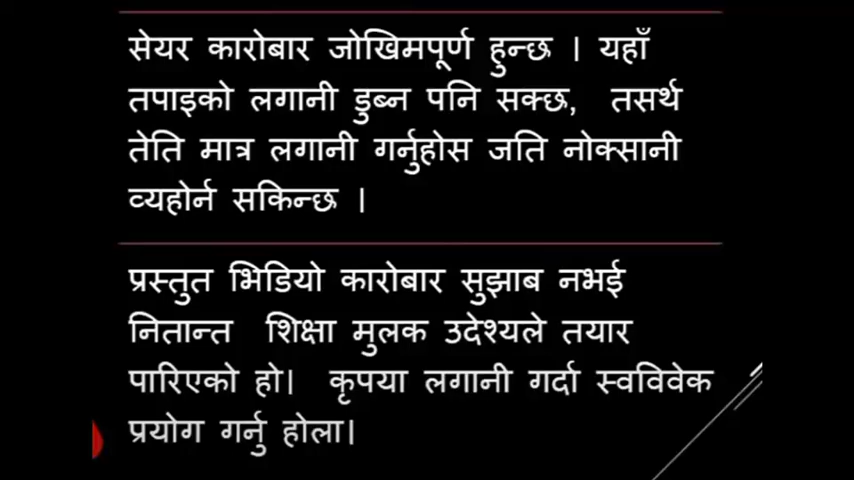 सेयर कारोबार जोखिमपूर्ण हुन्छ । यहाँ
तपाइको लगानी डुब्न पनि सक्छ, तसर्थ
तेति मात्र लगानी गर्नुहोस जति नोक्सानी
व्यहोर्न सकिन्छ ।
प्रस्तुत भिडियो कारोबार सुझाब नभई
नितान्त शिक्षा मुलक उदेश्यले तयार
पारिएको हो। कृपया लगानी गर्दा स्वविवेक
प्रयोग गर्नु होला।